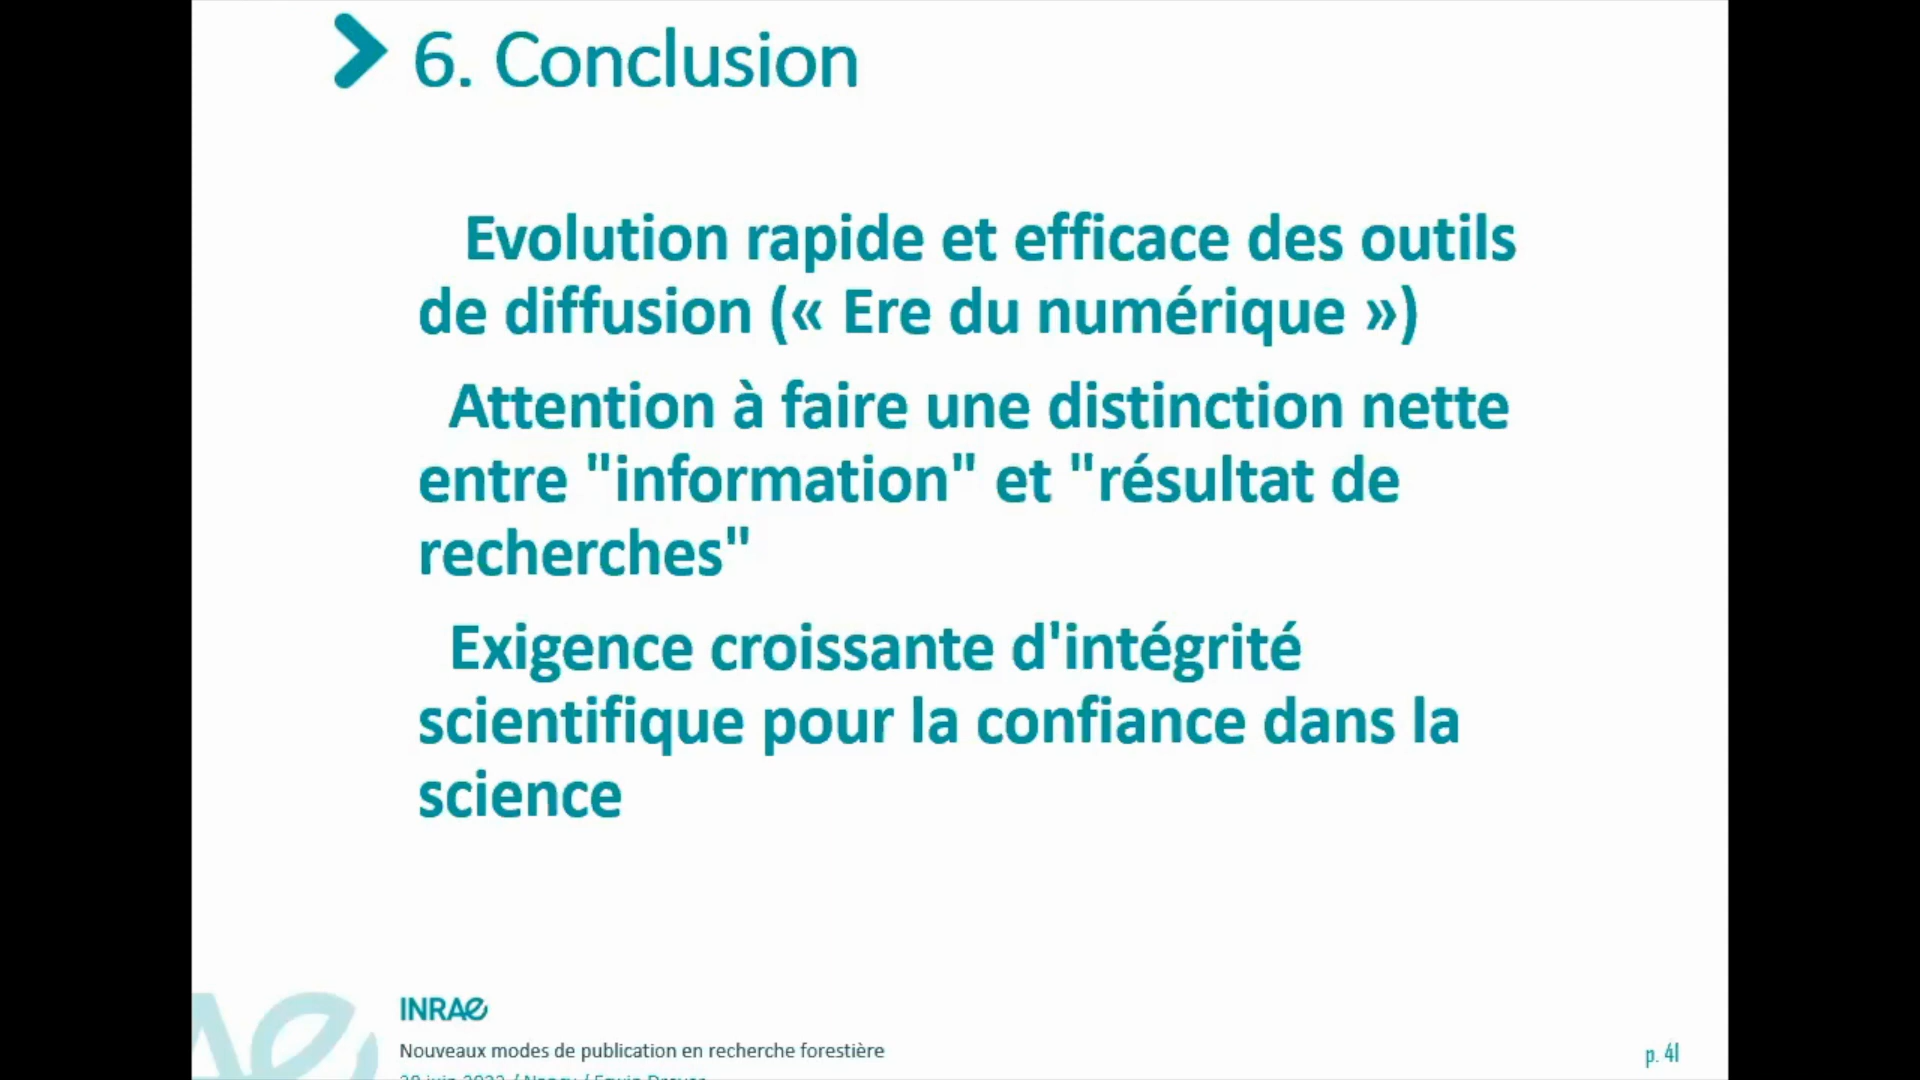 6. Conclusion
Evolution rapide et efficace des outils
de diffusion (« Ere du numérique »)
Attention à faire une distinction nette
entre "information" et "résultat de
recherches"
Exigence croissante d'intégrité
scientifique pour la confiance dans la
science
INRAE
Nouveaux modes de publication en recherche forestière
p. 41